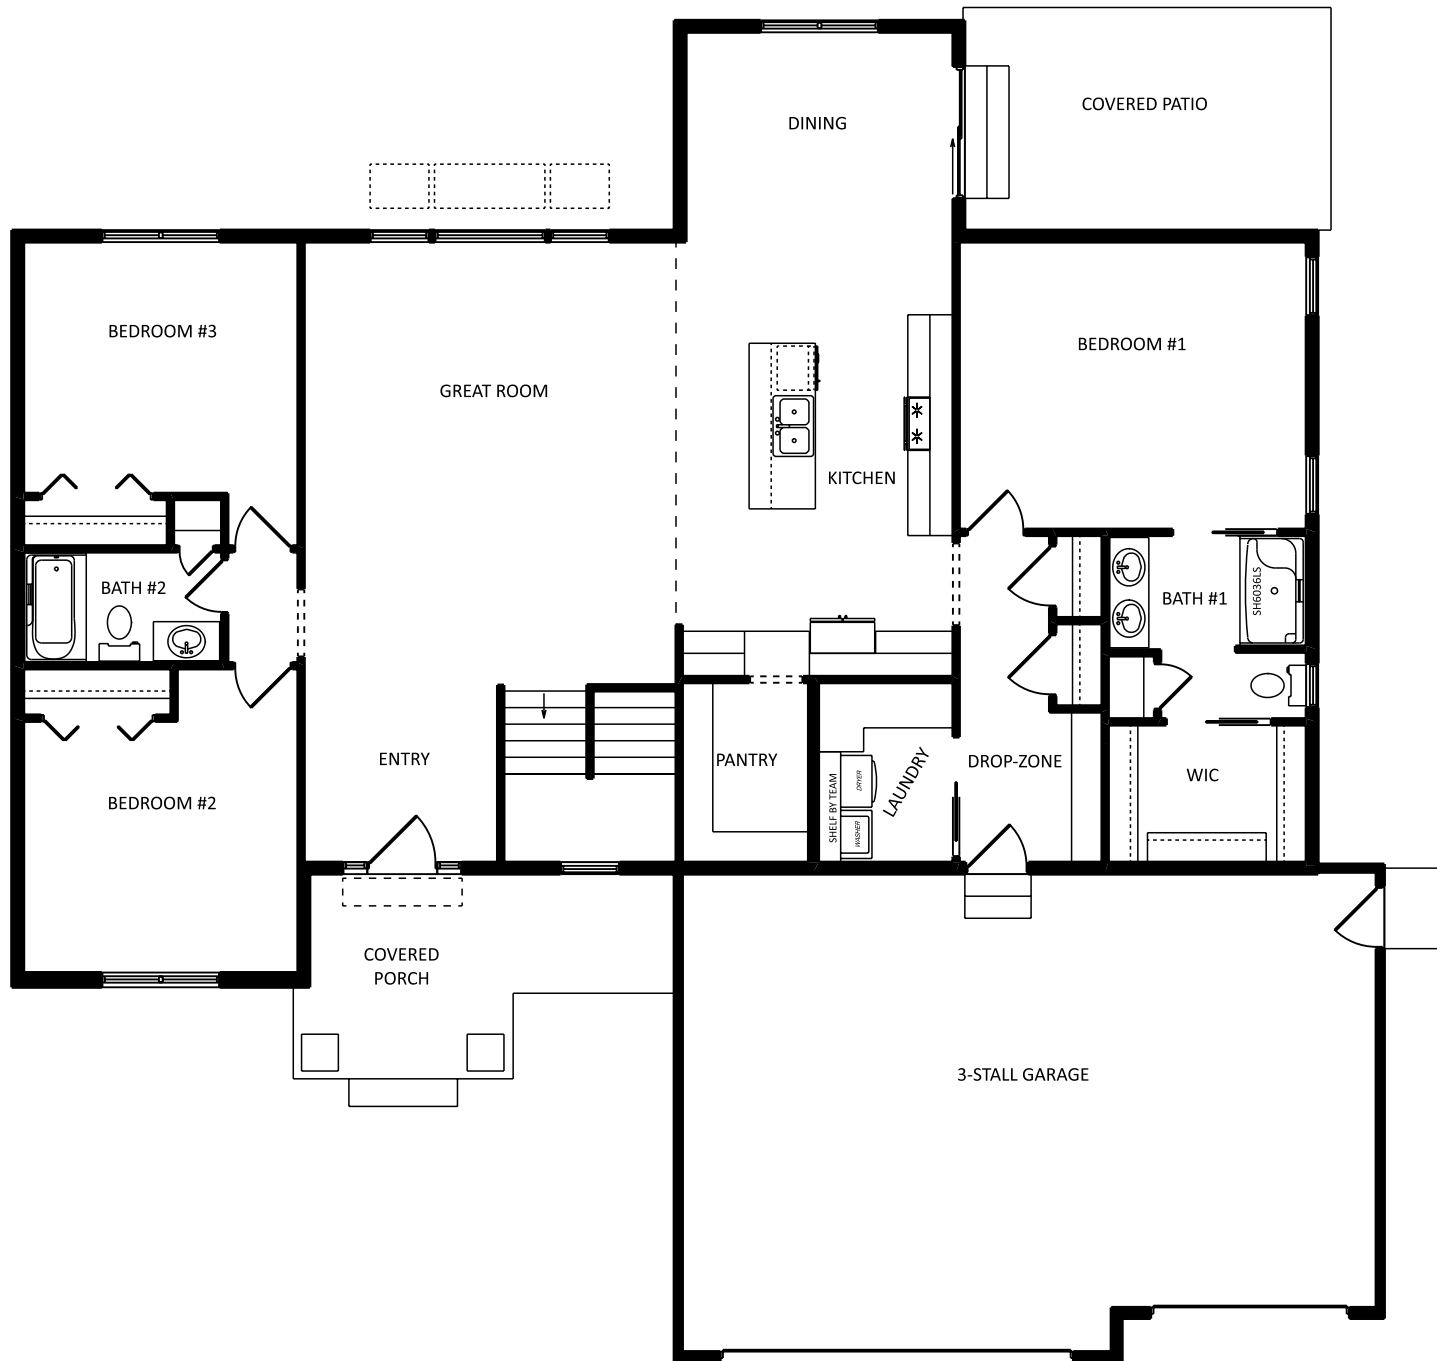 COVERED PATIO
DINING
BEDROOM #3
BEDROOM #1
GREAT ROOM
KITCHEN
BATH #2
BATH #1
SH6036LS
ENTRY
PANTRY
SHELF BY TEAM
DRYER
WASHER
LAUNDRY
DROP-ZONE
WIC
BEDROOM #2
COVERED
PORCH
3-STALL GARAGE